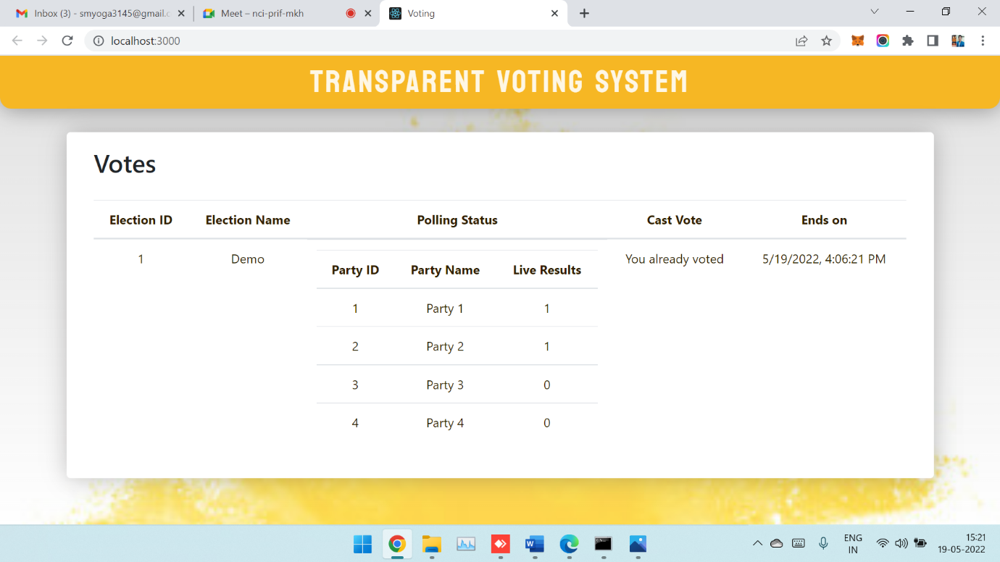 Inbox (3) - smyoga3145@gmail.c
Meet – nci-prif-mkh
Voting
localhost:3000
TRANSPARENT VOTING SYSTEM
Votes
Election ID Election Name Polling Status Cast Vote Ends on
1 Demo You already voted 5/19/2022, 4:06:21 PM
Party ID Party Name Live Results
1 Party 1 1
2 Party 2 1
3 Party 3 0
4 Party 4 0
ENG 15:21
IN 19-05-2022